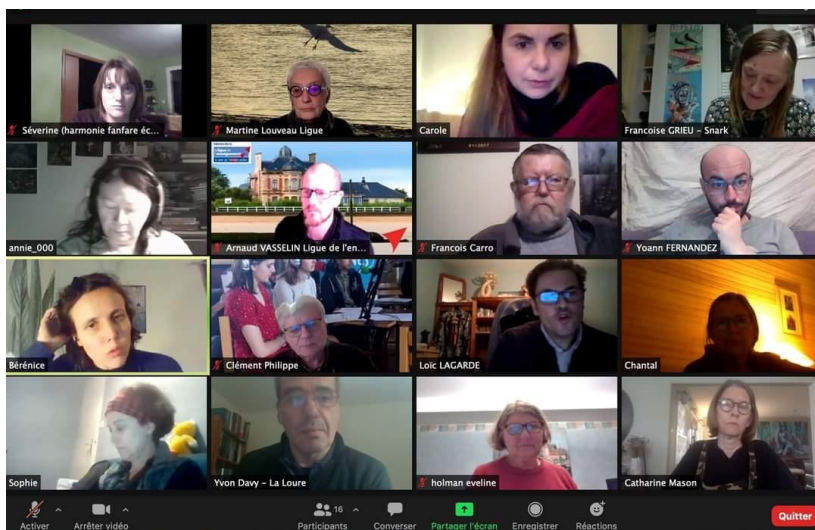 Séverine (harmonie fanfare éc...
Martine Louveau Ligue
Carole
Francoise GRIEU - Snark
annie_000
Arnaud VASSELIN Ligue de l'en...
Francois Carro
Yoann FERNANDEZ
Bérénice
Clément Philippe
Loïc LAGARDE
Chantal
Sophie
Yvon Davy - La Loure
holman eveline
Catharine Mason
Activer
Arrêter vidéo
16
Participants
Converser
Partager l'écran
Enregistrer
Réactions
Quitter